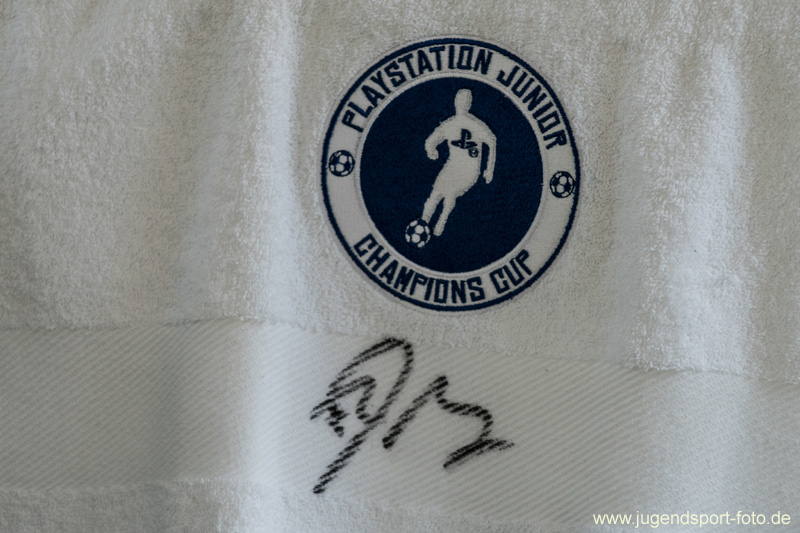 PLAYSTATION JUNIOR
CHAMPIONS CUP
www.jugendsport-foto.de